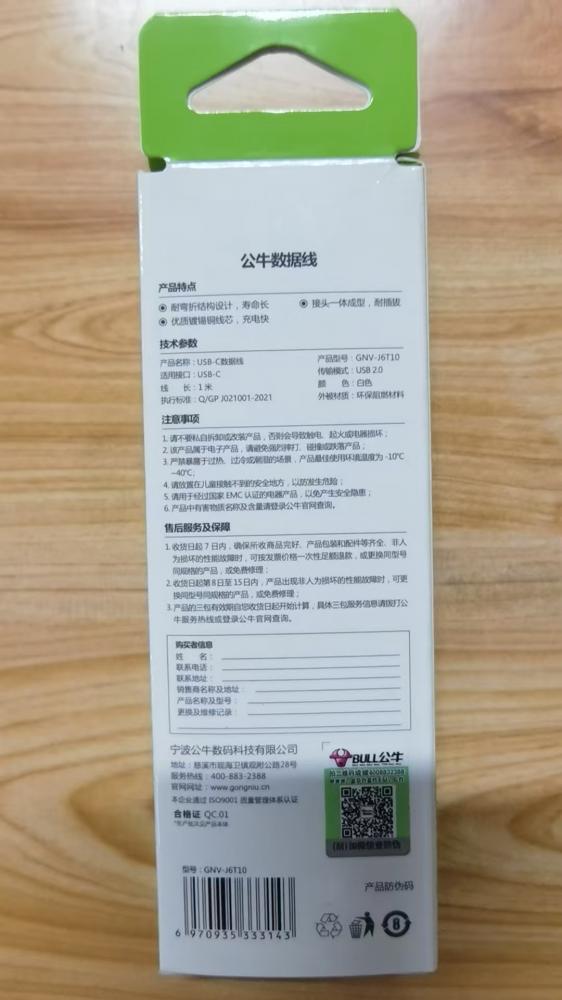 公牛数据线
产品特点
耐弯折结构设计，寿命长 接头一体成型，耐插拔
优质镀锡铜线芯，充电快
技术参数
产品名称：USB-C数据线 产品型号：GNV-J6T10
适用接口：USB-C 传输模式：USB 2.0
线 长：1 米 颜 色：白色
执行标准：Q/GP J021001-2021 外被材质：环保阻燃材料
注意事项
1. 请不要私自拆卸或改装产品，否则会导致触电、起火或电器损坏；
2. 该产品属于电子产品，请避免强烈摔打、碰撞或跌落产品；
3. 严禁暴露于过热、过冷或潮湿的场景，产品最佳使用环境温度为 -10℃
~40℃；
4. 请放置在儿童接触不到的安全地方，以防发生危险；
5. 请用于经过国家 EMC 认证的电器产品，以免产生安全隐患；
6. 产品中有害物质名称及含量请登录公牛官网查询。
售后服务及保障
1. 收货日起 7 日内，确保所收商品完好、产品包装和配件等齐全、非人
为损坏的性能故障时，可按发票价格一次性足额退款，或更换同型号
同规格的产品，或免费修理；
2. 收货日起第8日至15日内，产品出现非人为损坏的性能故障时，可更
换同型号同规格的产品，或免费修理；
3. 产品的三包有效期自您收货日起开始计算，具体三包服务信息请拨打公
牛服务热线或登录公牛官网查询。
购买者信息
姓 名：
联系电话：
联系地址：
销售商名称及地址：
产品名称及型号：
更换及维修记录：
宁波公牛数码科技有限公司
地址：慈溪市观海卫镇观附公路28号
服务热线：400-883-2388
官网网址：www.gongniu.cn
本企业通过 ISO9001 质量管理体系认证
合格证 QC.01
BULL公牛
产品防伪码
型号：GNV-J6T10
6 970935 333143